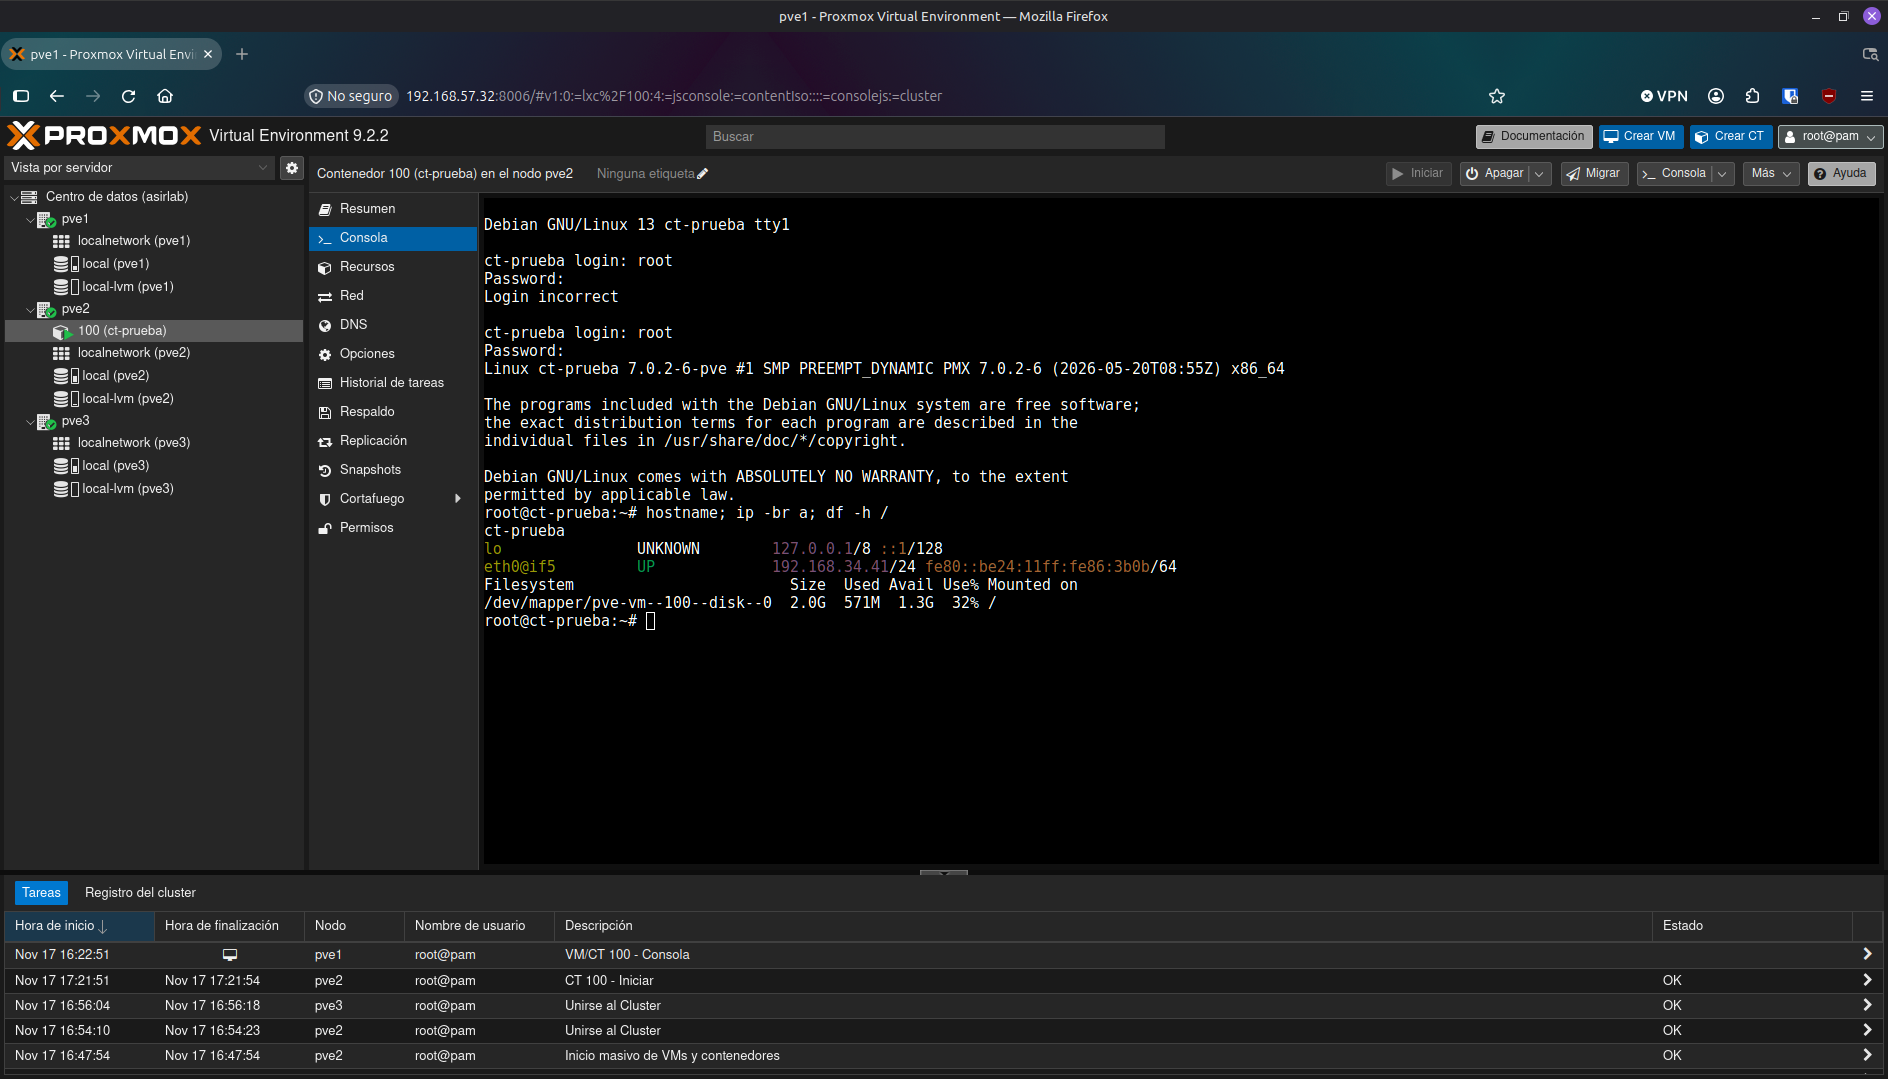 pve1 - Proxmox Virtual Environment — Mozilla Firefox
pve1 - Proxmox Virtual Envi
No seguro 192.168.57.32:8006/#v1:0:=lxc%2F100:4:=jsconsole:=contentIso::::=consolejs:=cluster
VPN
PROXMOX Virtual Environment 9.2.2
Buscar
Documentación
Crear VM
Crear CT
root@pam
Vista por servidor
Centro de datos (asirlab)
pve1
localnetwork (pve1)
local (pve1)
local-lvm (pve1)
pve2
100 (ct-prueba)
localnetwork (pve2)
local (pve2)
local-lvm (pve2)
pve3
localnetwork (pve3)
local (pve3)
local-lvm (pve3)
Contenedor 100 (ct-prueba) en el nodo pve2
Ninguna etiqueta
Iniciar
Apagar
Migrar
Consola
Más
Ayuda
Resumen
Consola
Recursos
Red
DNS
Opciones
Historial de tareas
Respaldo
Replicación
Snapshots
Cortafuego
Permisos
Debian GNU/Linux 13 ct-prueba tty1
ct-prueba login: root
Password:
Login incorrect
ct-prueba login: root
Password:
Linux ct-prueba 7.0.2-6-pve #1 SMP PREEMPT_DYNAMIC PMX 7.0.2-6 (2026-05-20T08:55Z) x86_64
The programs included with the Debian GNU/Linux system are free software;
the exact distribution terms for each program are described in the
individual files in /usr/share/doc/*/copyright.
Debian GNU/Linux comes with ABSOLUTELY NO WARRANTY, to the extent
permitted by applicable law.
root@ct-prueba:~# hostname; ip -br a; df -h /
ct-prueba
lo UNKNOWN 127.0.0.1/8 ::1/128
eth0@if5 UP 192.168.34.41/24 fe80::be24:11ff:fe86:3b0b/64
Filesystem Size Used Avail Use% Mounted on
/dev/mapper/pve-vm--100--disk--0 2.0G 571M 1.3G 32% /
root@ct-prueba:~#
Tareas Registro del cluster
Hora de inicio Hora de finalización Nodo Nombre de usuario Descripción Estado
Nov 17 16:22:51 pve1 root@pam VM/CT 100 - Consola
Nov 17 17:21:51 Nov 17 17:21:54 pve2 root@pam CT 100 - Iniciar OK
Nov 17 16:56:04 Nov 17 16:56:18 pve3 root@pam Unirse al Cluster OK
Nov 17 16:54:10 Nov 17 16:54:23 pve2 root@pam Unirse al Cluster OK
Nov 17 16:47:54 Nov 17 16:47:54 pve2 root@pam Inicio masivo de VMs y contenedores OK